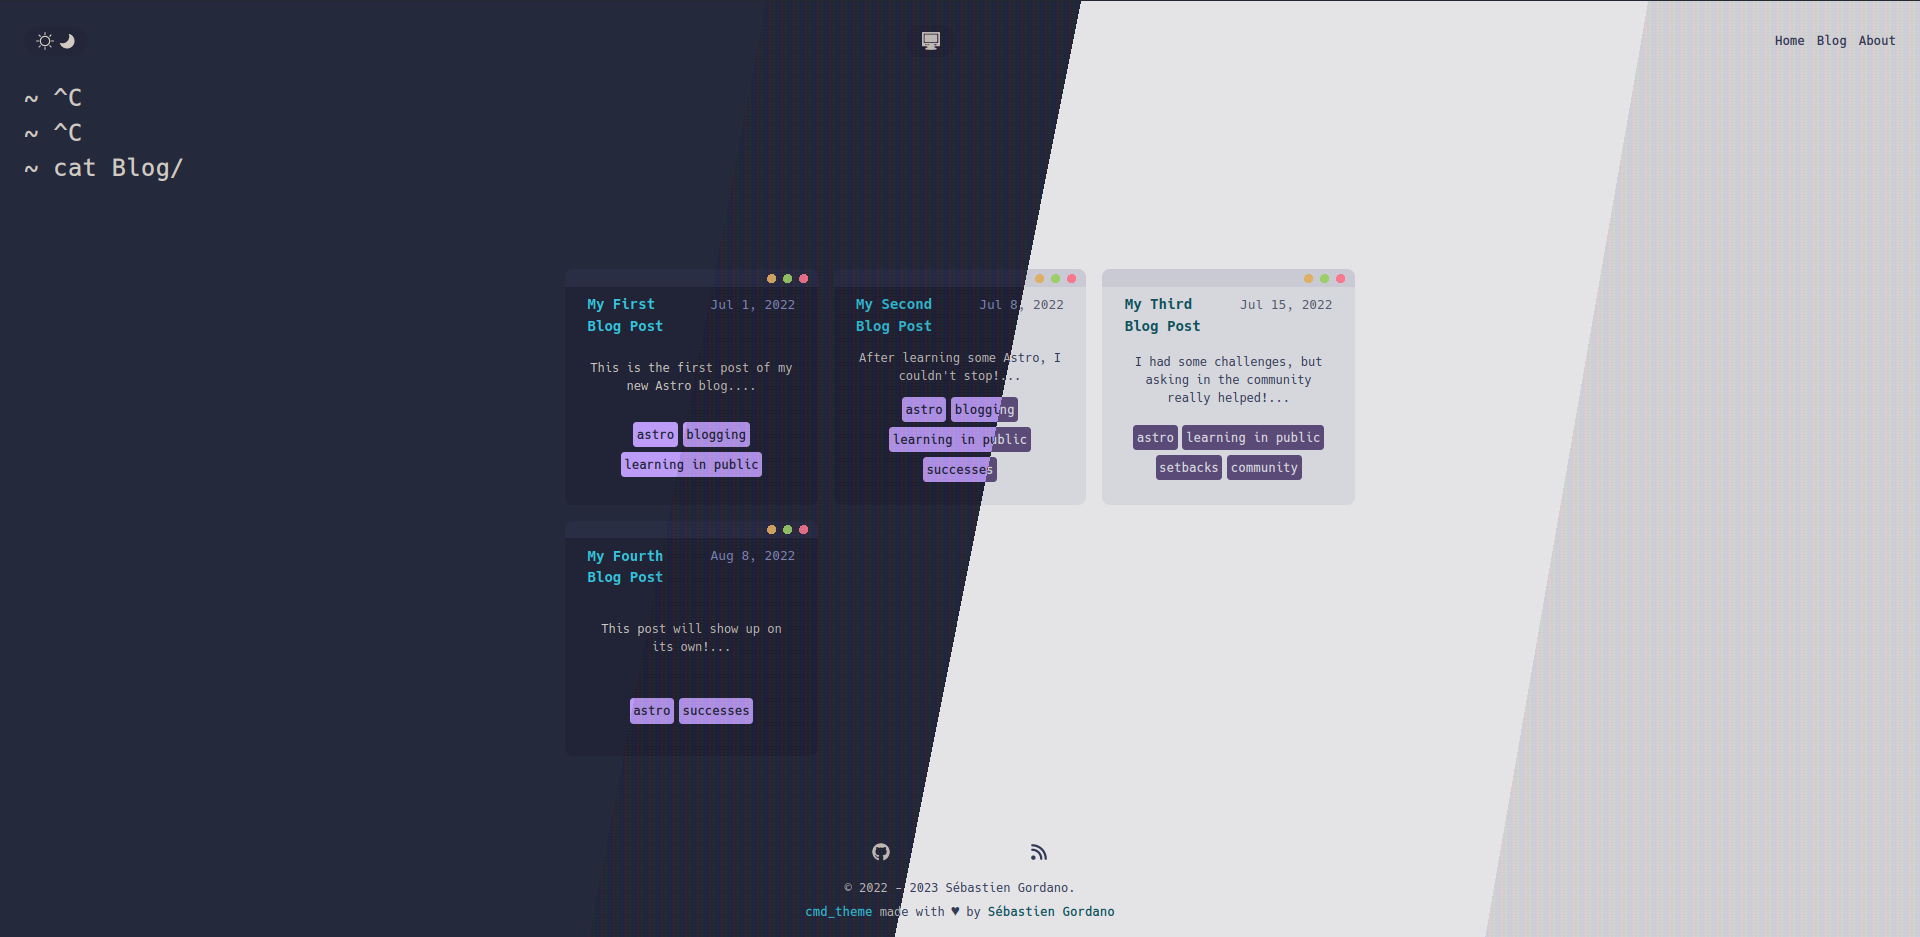 Home Blog About
~ ^C
~ ^C
~ cat Blog/
My First
Blog Post
Jul 1, 2022
This is the first post of my
new Astro blog....
astro blogging
learning in public
My Second
Blog Post
Jul 8, 2022
After learning some Astro, I
couldn't stop!...
astro blogging
learning in public
successes
My Third
Blog Post
Jul 15, 2022
I had some challenges, but
asking in the community
really helped!...
astro learning in public
setbacks community
My Fourth
Blog Post
Aug 8, 2022
This post will show up on
its own!...
astro successes
© 2022 - 2023 Sébastien Gordano.
cmd_theme made with ♥ by Sébastien Gordano